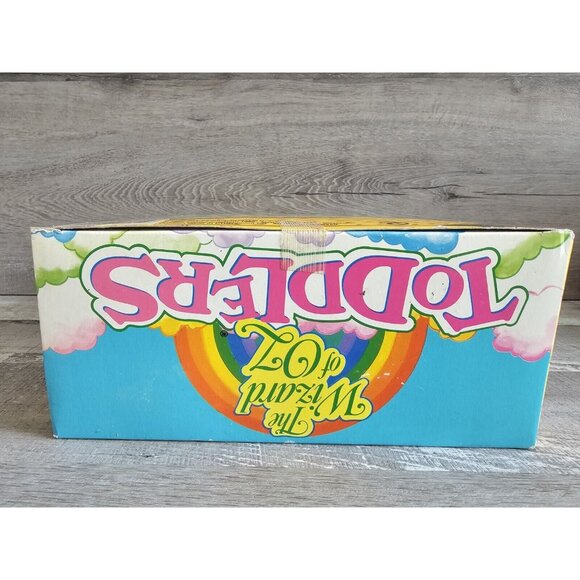 The
Wizard
of OZ
®
TODDLERS